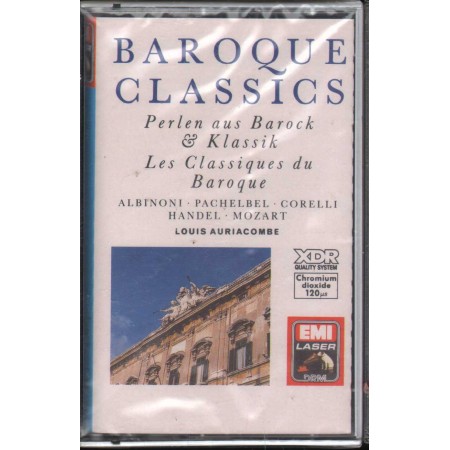 BAROQUE
CLASSICS
Perlen aus Barock
& Klassik
Les Classiques du
Baroque
ALBINONI · PACHELBEL · CORELLI
HANDEL · MOZART
LOUIS AURIACOMBE
XDR
QUALITY SYSTEM
Chromium
dioxide
120µs
EMI
LASER